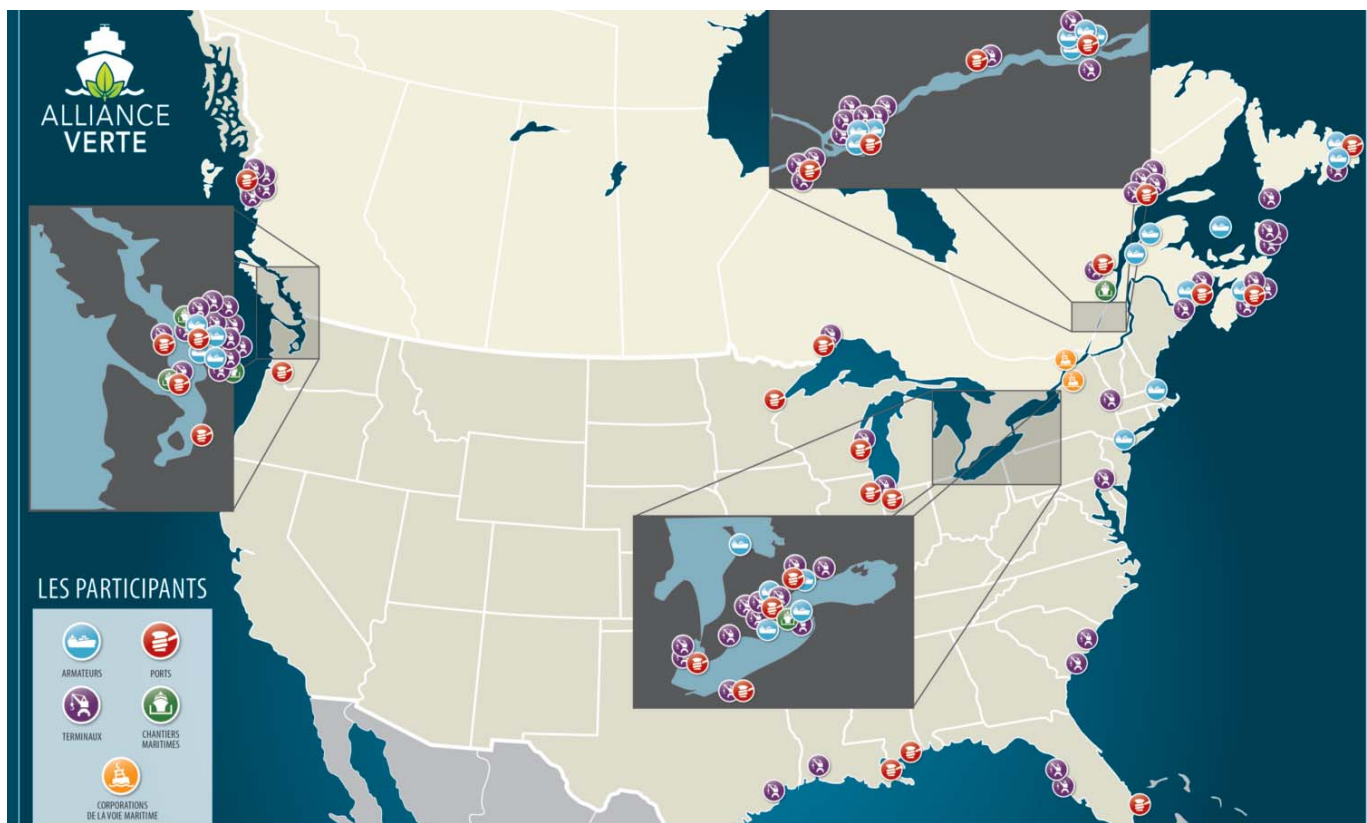 ALLIANCE
VERTE
LES PARTICIPANTS
ARMATEURS
PORTS
TERMINAUX
CHANTIERS
MARITIMES
CORPORATIONS
DE LA VOIE MARITIME